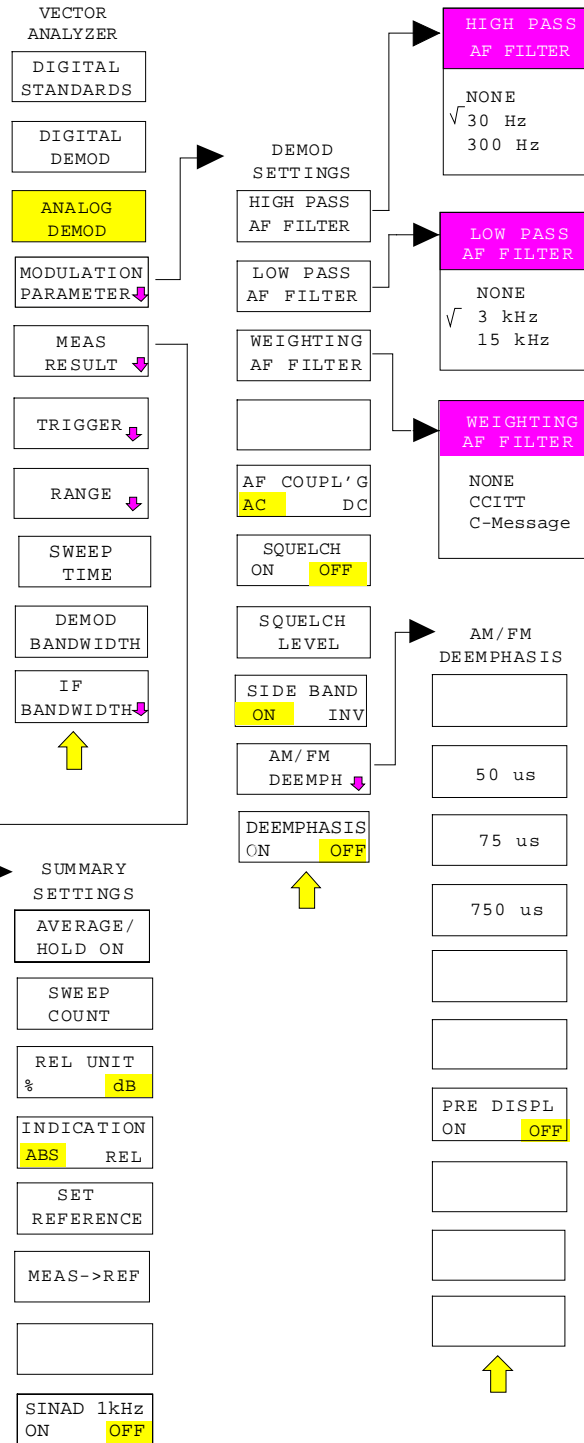 VECTOR
ANALYZER
DIGITAL
STANDARDS
DIGITAL
DEMOD
ANALOG
DEMOD
MODULATION
PARAMETER
MEAS
RESULT
TRIGGER
RANGE
SWEEP
TIME
DEMOD
BANDWIDTH
IF
BANDWIDTH
DEMOD
SETTINGS
HIGH PASS
AF FILTER
LOW PASS
AF FILTER
WEIGHTING
AF FILTER
AF COUPL'G
AC DC
SQUELCH
ON OFF
SQUELCH
LEVEL
SIDE BAND
ON INV
AM/FM
DEEMPH
DEEMPHASIS
ON OFF
HIGH PASS
AF FILTER
NONE
√ 30 Hz
300 Hz
LOW PASS
AF FILTER
NONE
√ 3 kHz
15 kHz
WEIGHTING
AF FILTER
NONE
CCITT
C-Message
AM/FM
DEEMPHASIS
50 us
75 us
750 us
PRE DISPL
ON OFF
SUMMARY
SETTINGS
AVERAGE/
HOLD ON
SWEEP
COUNT
REL UNIT
% dB
INDICATION
ABS REL
SET
REFERENCE
MEAS->REF
SINAD 1kHz
ON OFF